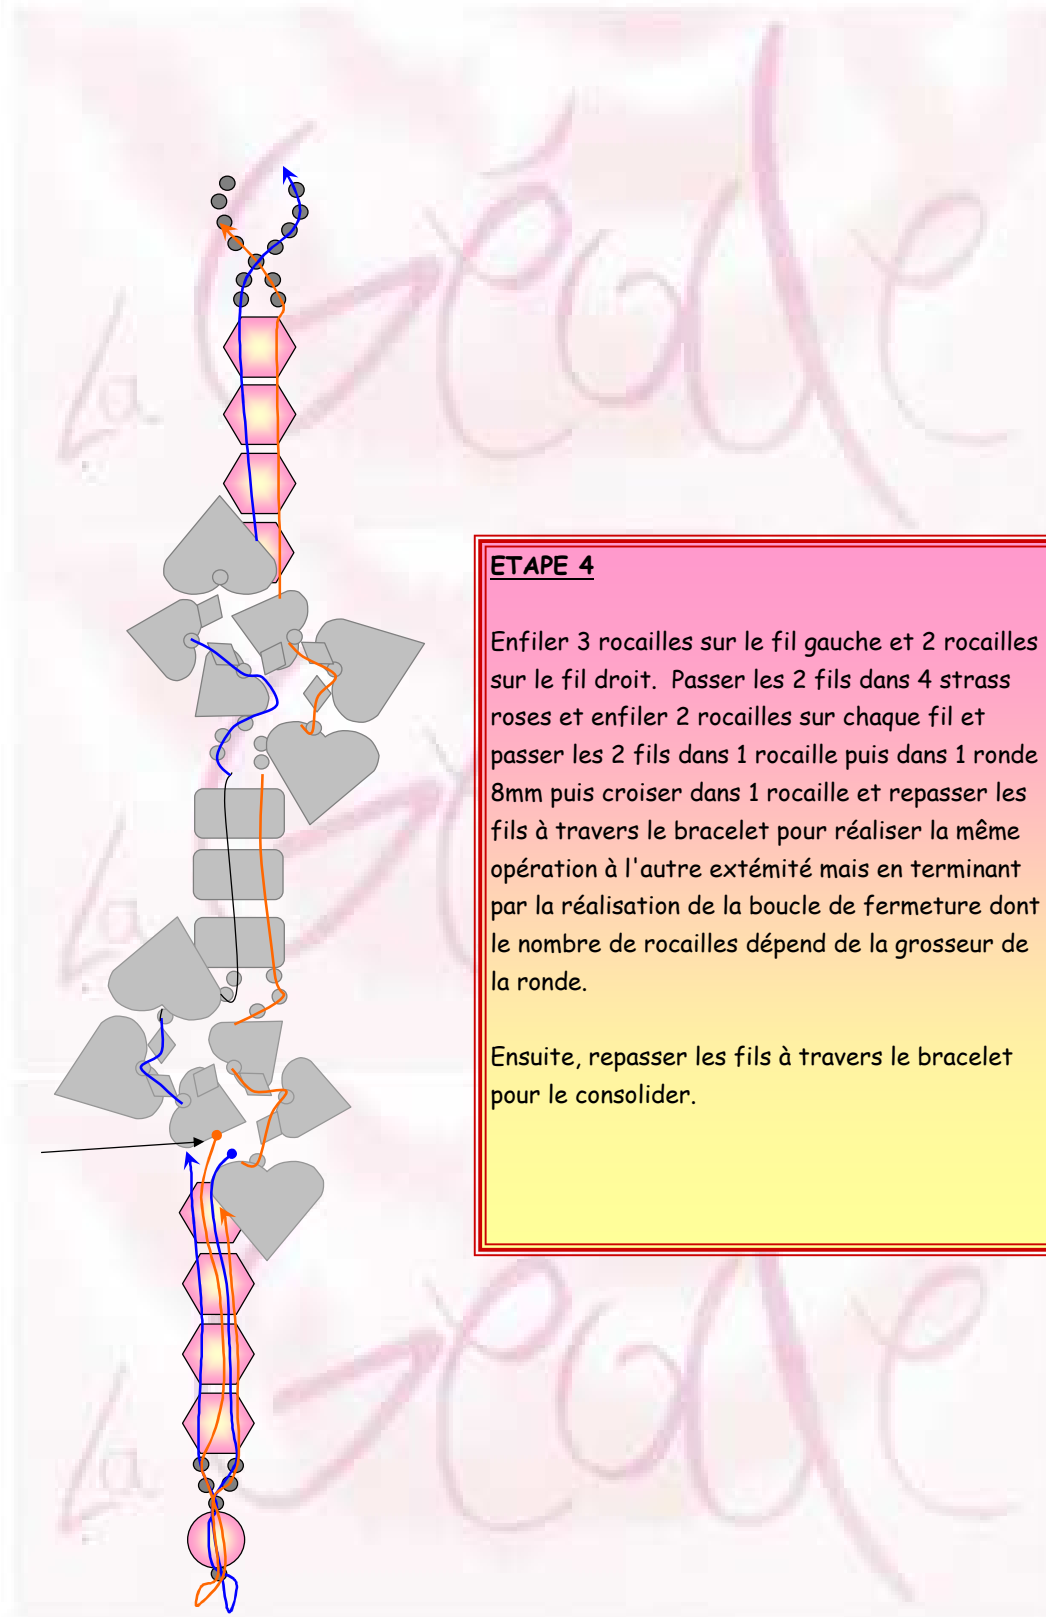 ETAPE 4
Enfiler 3 rocailles sur le fil gauche et 2 rocailles
sur le fil droit. Passer les 2 fils dans 4 strass
roses et enfiler 2 rocailles sur chaque fil et
passer les 2 fils dans 1 rocaille puis dans 1 ronde
8mm puis croiser dans 1 rocaille et repasser les
fils à travers le bracelet pour réaliser la même
opération à l'autre extémité mais en terminant
par la réalisation de la boucle de fermeture dont
le nombre de rocailles dépend de la grosseur de
la ronde.
Ensuite, repasser les fils à travers le bracelet
pour le consolider.